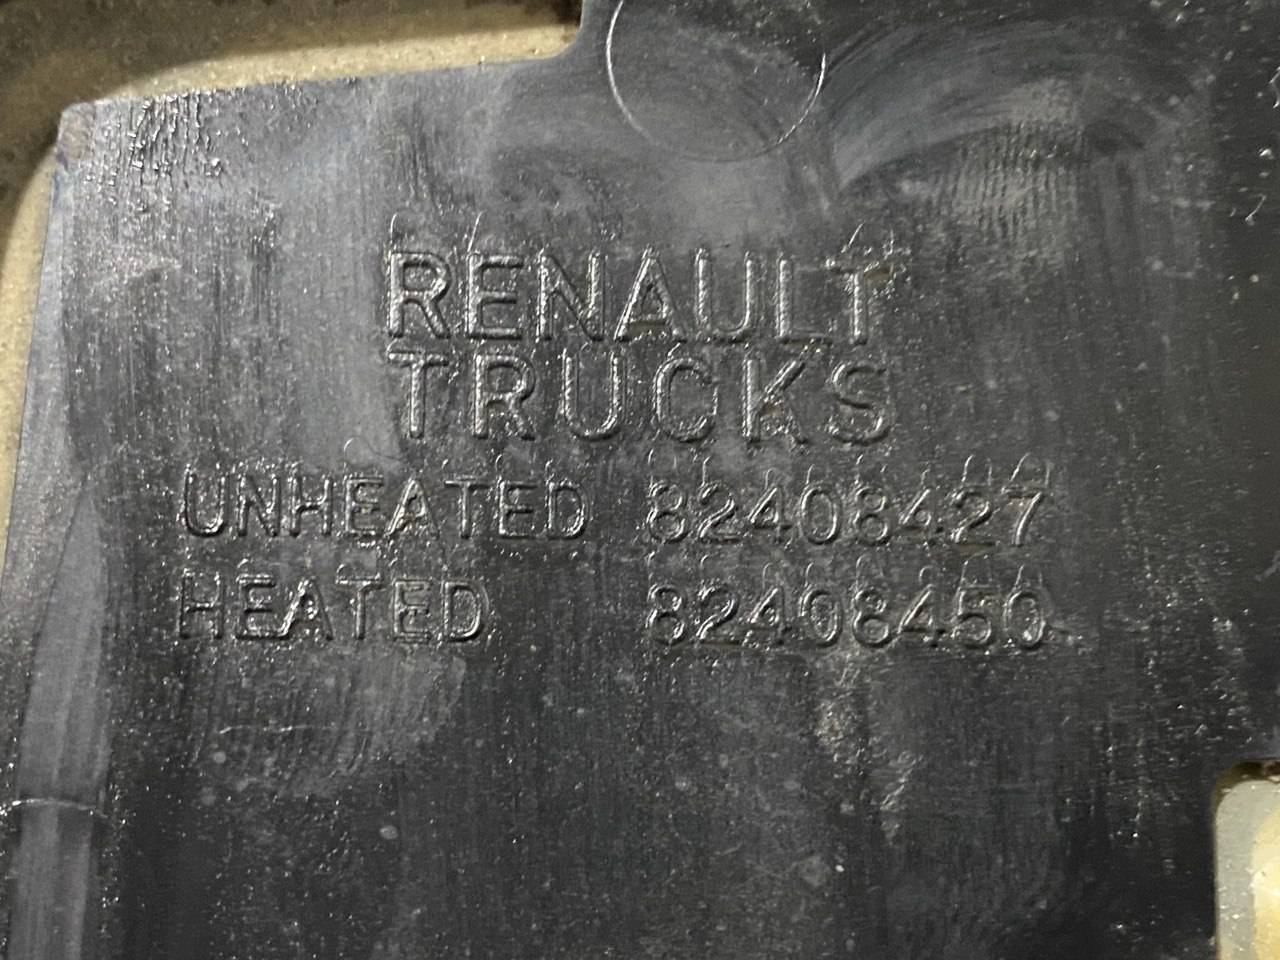 RENAULT
TRUCKS
UNHEATED 82408427
HEATED 82408450